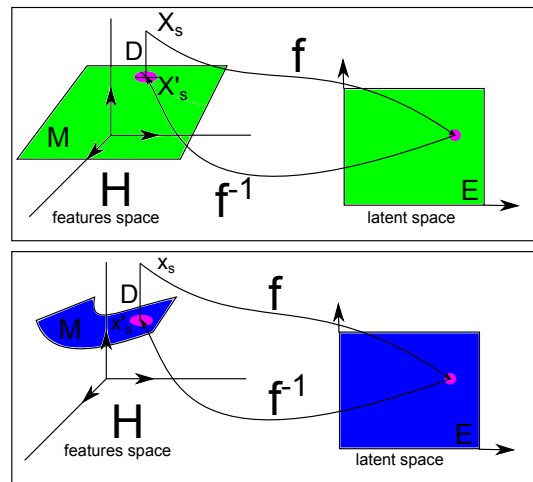 Xₛ
f
D
X'ₛ
M
E
H
f⁻¹
features space
latent space
xₛ
f
D
M
x'ₛ
f⁻¹
H
E
features space
latent space